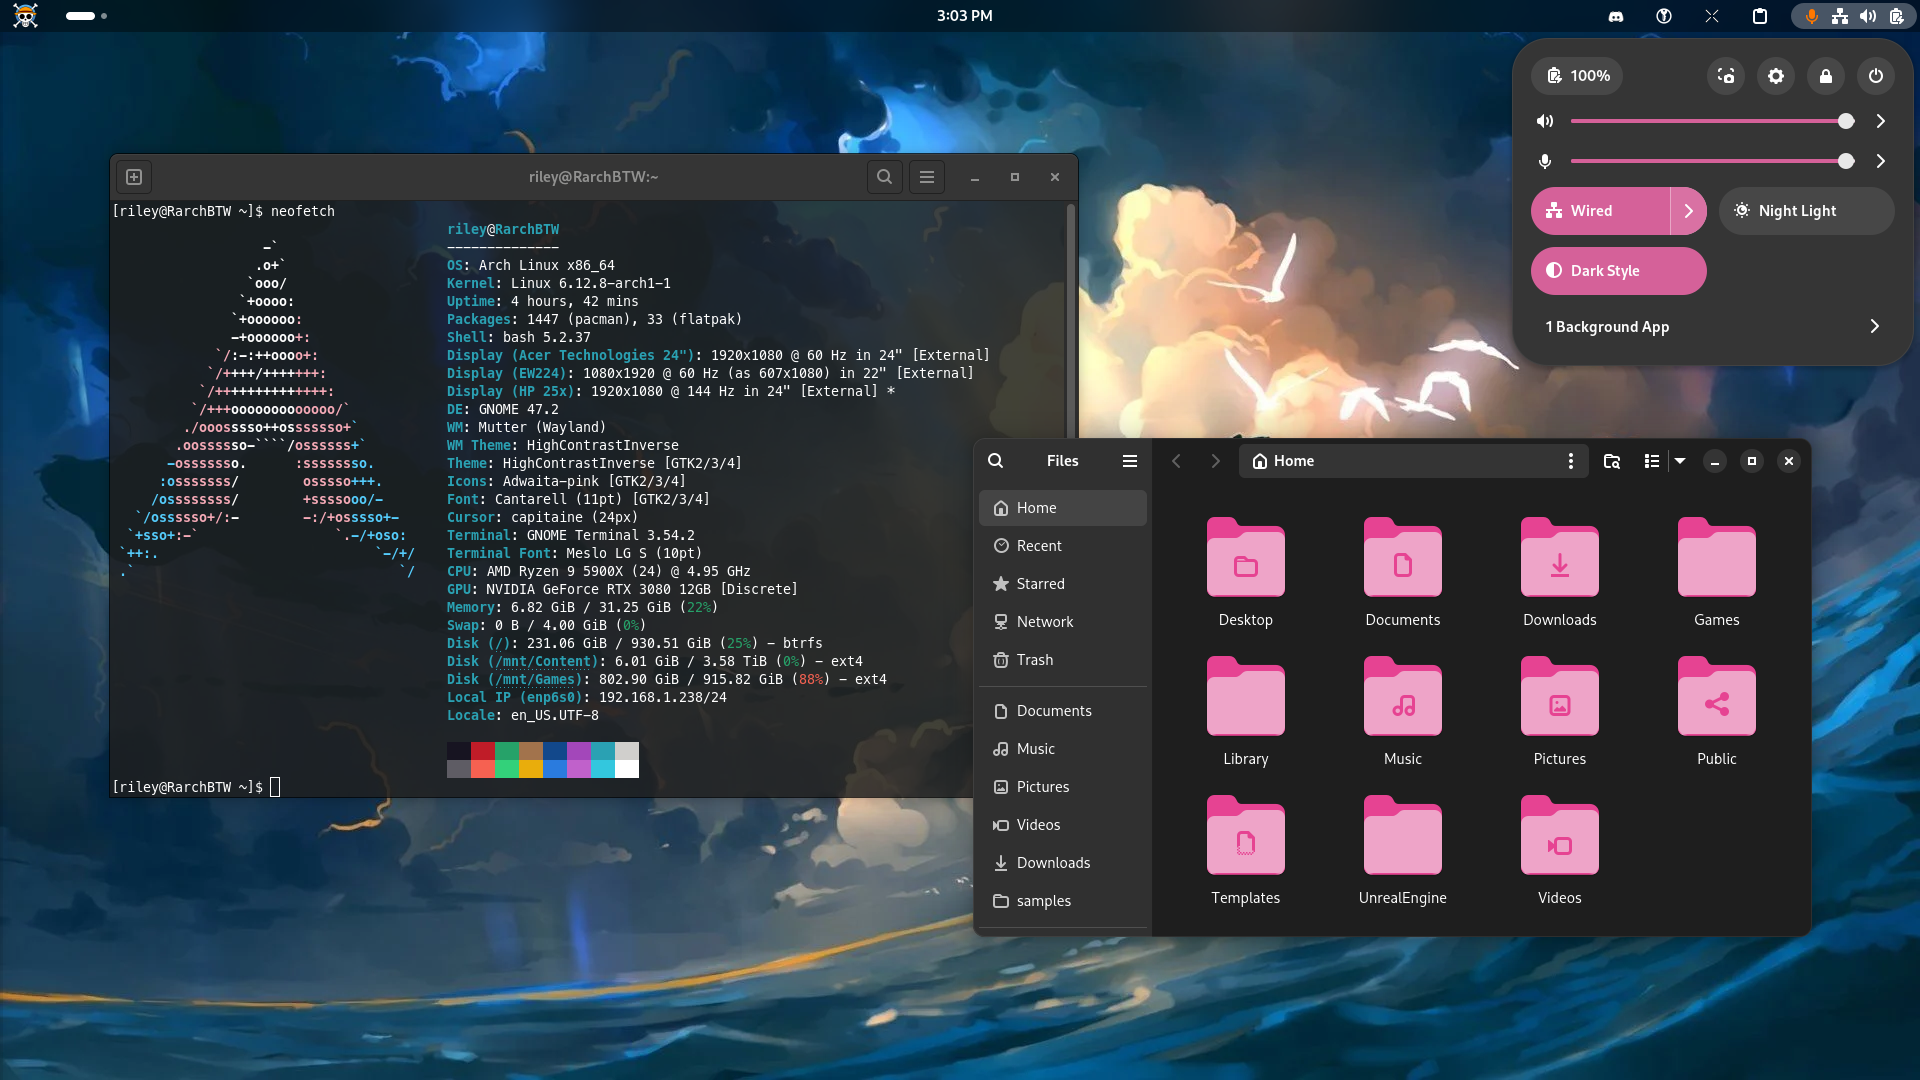 3:03 PM
100%
Wired
Night Light
Dark Style
1 Background App
riley@RarchBTW:~
[riley@RarchBTW ~]$ neofetch
riley@RarchBTW
--------------
OS: Arch Linux x86_64
Kernel: Linux 6.12.8-arch1-1
Uptime: 4 hours, 42 mins
Packages: 1447 (pacman), 33 (flatpak)
Shell: bash 5.2.37
Display (Acer Technologies 24"): 1920x1080 @ 60 Hz in 24" [External]
Display (EW224): 1080x1920 @ 60 Hz (as 607x1080) in 22" [External]
Display (HP 25x): 1920x1080 @ 144 Hz in 24" [External] *
DE: GNOME 47.2
WM: Mutter (Wayland)
WM Theme: HighContrastInverse
Theme: HighContrastInverse [GTK2/3/4]
Icons: Adwaita-pink [GTK2/3/4]
Font: Cantarell (11pt) [GTK2/3/4]
Cursor: capitaine (24px)
Terminal: GNOME Terminal 3.54.2
Terminal Font: Meslo LG S (10pt)
CPU: AMD Ryzen 9 5900X (24) @ 4.95 GHz
GPU: NVIDIA GeForce RTX 3080 12GB [Discrete]
Memory: 6.82 GiB / 31.25 GiB (22%)
Swap: 0 B / 4.00 GiB (0%)
Disk (/): 231.06 GiB / 930.51 GiB (25%) - btrfs
Disk (/mnt/Content): 6.01 GiB / 3.58 TiB (0%) - ext4
Disk (/mnt/Games): 802.90 GiB / 915.82 GiB (88%) - ext4
Local IP (enp6s0): 192.168.1.238/24
Locale: en_US.UTF-8
[riley@RarchBTW ~]$
Files
Home
Home
Recent
Starred
Network
Trash
Documents
Music
Pictures
Videos
Downloads
samples
Desktop
Documents
Downloads
Games
Library
Music
Pictures
Public
Templates
UnrealEngine
Videos